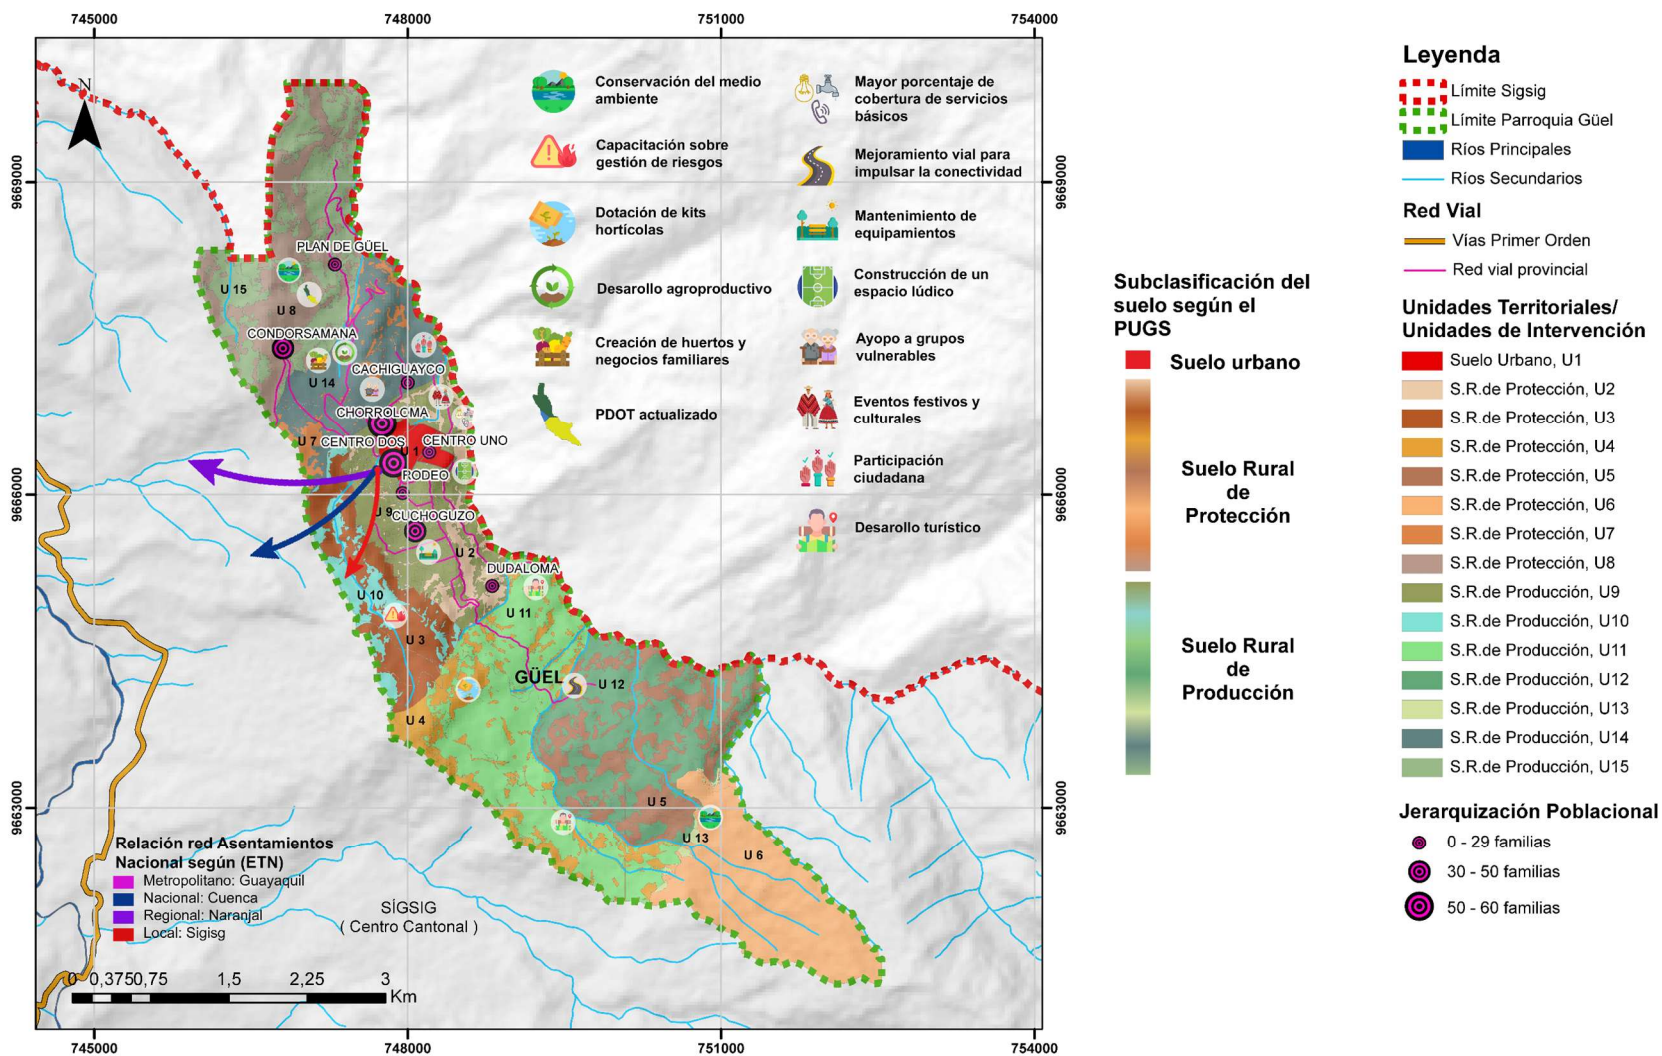 745000
748000
751000
754000
N
9669000
9669000
9666000
9666000
9663000
9663000
Conservación del medio
ambiente
Capacitación sobre
gestión de riesgos
Dotación de kits
hortícolas
Desarollo agroproductivo
Creación de huertos y
negocios familiares
PDOT actualizado
Mayor porcentaje de
cobertura de servicios
básicos
Mejoramiento vial para
impulsar la conectividad
Mantenimiento de
equipamientos
Construcción de un
espacio lúdico
Ayopo a grupos
vulnerables
Eventos festivos y
culturales
Participación
ciudadana
Desarollo turístico
PLAN DE GÜEL
U 15
U 8
CONDORSAMANA
CACHIGUAYCO
U 14
CHORROLOMA
U 7
CENTRO DOS
U 1
CENTRO UNO
RODEO
U 9
CUCHOGUZO
U 2
DUDALOMA
U 10
U 11
U 3
GÜEL
U 12
U 4
U 5
U 13
U 6
Relación red Asentamientos
Nacional según (ETN)
Metropolitano: Guayaquil
Nacional: Cuenca
Regional: Naranjal
Local: Sigisg
SÍGSIG
( Centro Cantonal )
0 0,3750,75 1,5 2,25 3
Km
745000
748000
751000
754000
Subclasificación del
suelo según el
PUGS
Suelo urbano
Suelo Rural
de
Protección
Suelo Rural
de
Producción
Leyenda
Límite Sigsig
Límite Parroquia Güel
Ríos Principales
Ríos Secundarios
Red Vial
Vías Primer Orden
Red vial provincial
Unidades Territoriales/
Unidades de Intervención
Suelo Urbano, U1
S.R.de Protección, U2
S.R.de Protección, U3
S.R.de Protección, U4
S.R.de Protección, U5
S.R.de Protección, U6
S.R.de Protección, U7
S.R.de Protección, U8
S.R.de Producción, U9
S.R.de Producción, U10
S.R.de Producción, U11
S.R.de Producción, U12
S.R.de Producción, U13
S.R.de Producción, U14
S.R.de Producción, U15
Jerarquización Poblacional
0 - 29 familias
30 - 50 familias
50 - 60 familias